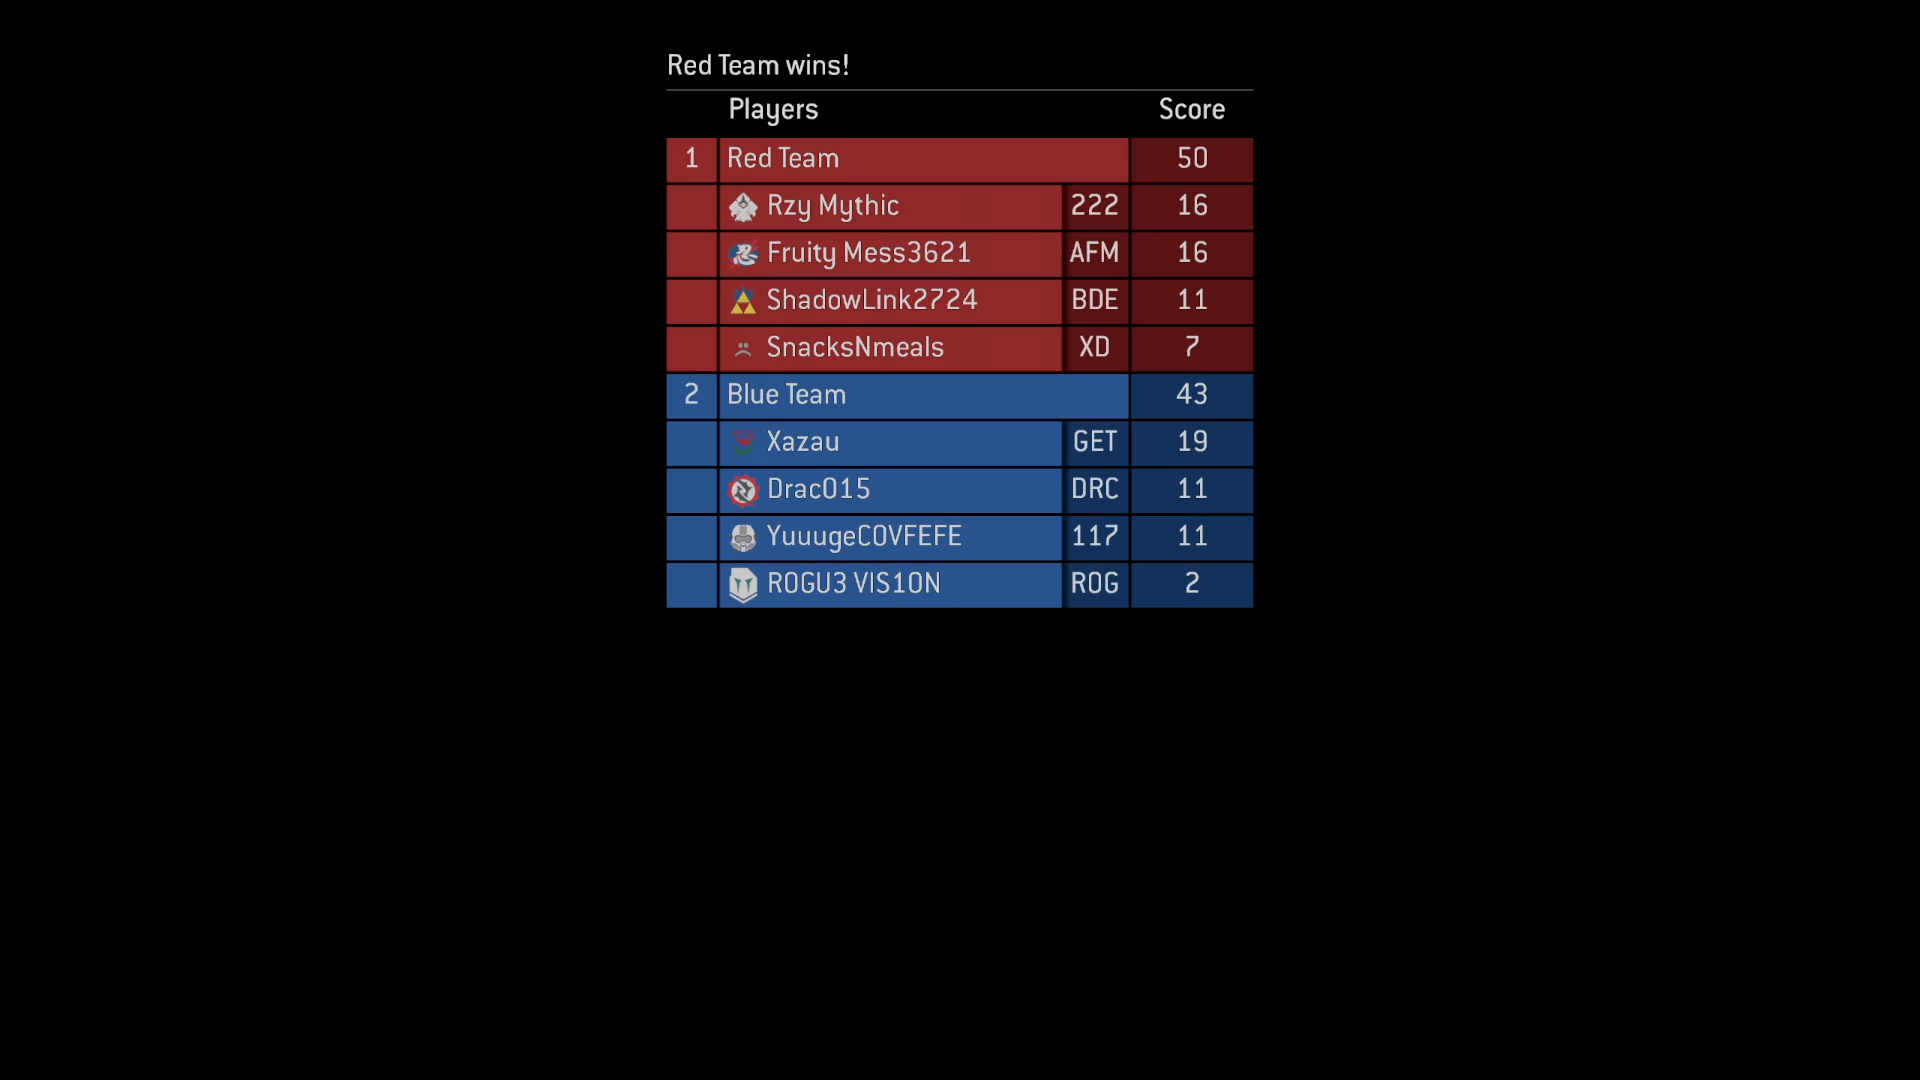 Red Team wins!
Players Score
1 Red Team 50
Rzy Mythic 222 16
Fruity Mess3621 AFM 16
ShadowLink2724 BDE 11
SnacksNmeals XD 7
2 Blue Team 43
Xazau GET 19
Drac015 DRC 11
YuuugeCOVFEFE 117 11
ROGU3 VIS1ON ROG 2